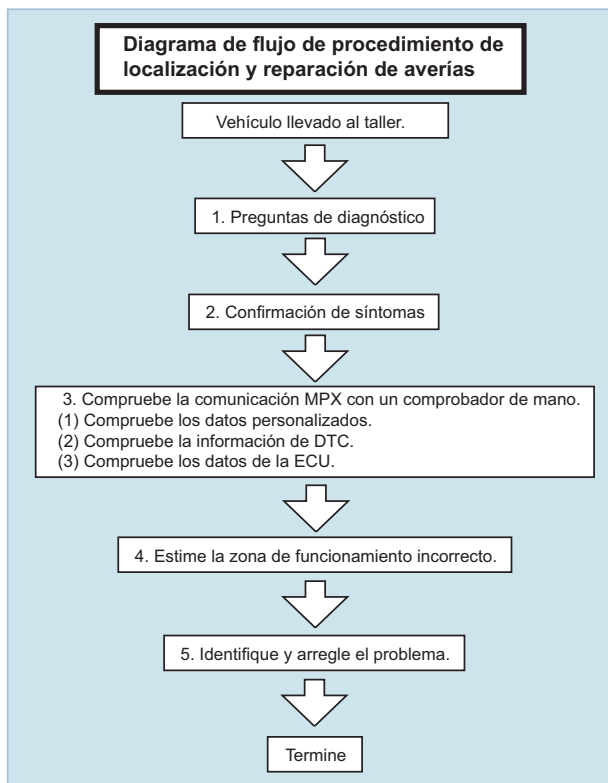 Diagrama de flujo de procedimiento de
localización y reparación de averías
Vehículo llevado al taller.
1. Preguntas de diagnóstico
2. Confirmación de síntomas
3. Compruebe la comunicación MPX con un comprobador de mano.
(1) Compruebe los datos personalizados.
(2) Compruebe la información de DTC.
(3) Compruebe los datos de la ECU.
4. Estime la zona de funcionamiento incorrecto.
5. Identifique y arregle el problema.
Termine